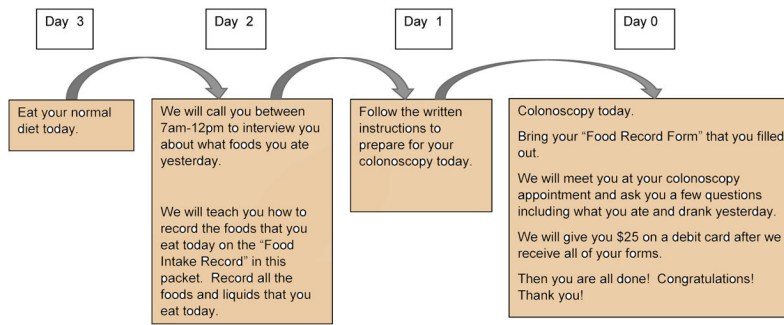 Day 3
Day 2
Day 1
Day 0
Eat your normal
diet today.
We will call you between
7am-12pm to interview you
about what foods you ate
yesterday.
We will teach you how to
record the foods that you
eat today on the “Food
Intake Record” in this
packet. Record all the
foods and liquids that you
eat today.
Follow the written
instructions to
prepare for your
colonoscopy today.
Colonoscopy today.
Bring your “Food Record Form” that you filled
out.
We will meet you at your colonoscopy
appointment and ask you a few questions
including what you ate and drank yesterday.
We will give you $25 on a debit card after we
receive all of your forms.
Then you are all done! Congratulations!
Thank you!